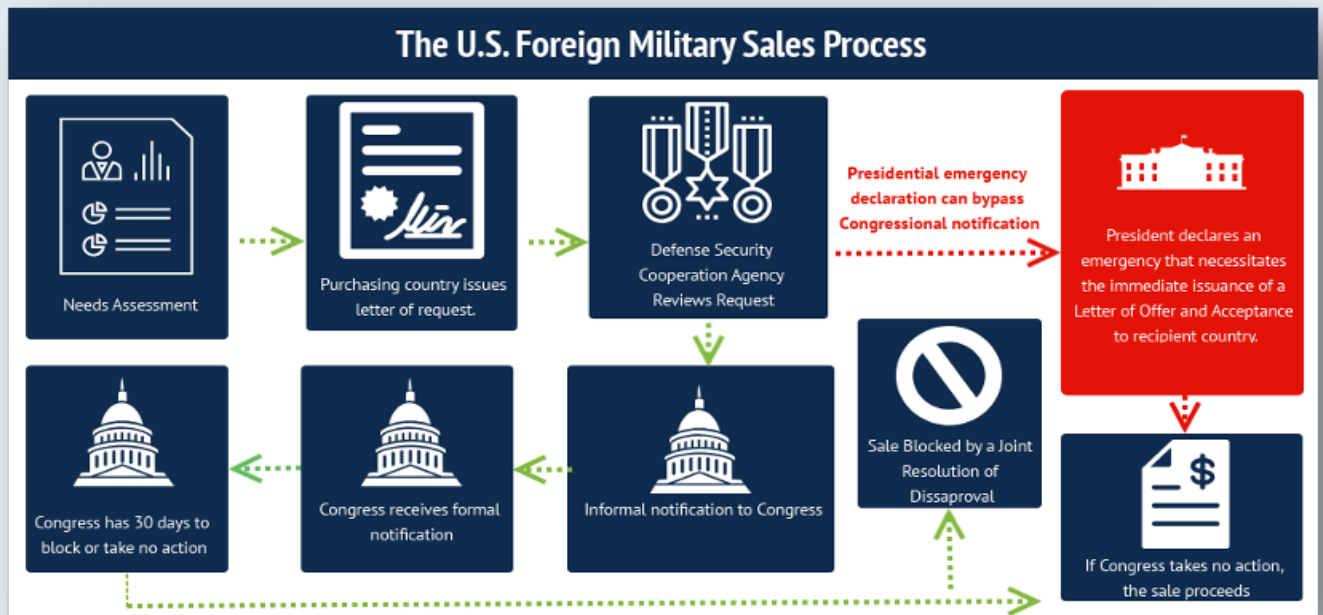 The U.S. Foreign Military Sales Process
Needs Assessment
Purchasing country issues
letter of request.
Defense Security
Cooperation Agency
Reviews Request
Presidential emergency
declaration can bypass
Congressional notification
President declares an
emergency that necessitates
the immediate issuance of a
Letter of Offer and Acceptance
to recipient country.
Congress has 30 days to
block or take no action
Congress receives formal
notification
Informal notification to Congress
Sale Blocked by a Joint
Resolution of
Dissaproval
$
If Congress takes no action,
the sale proceeds